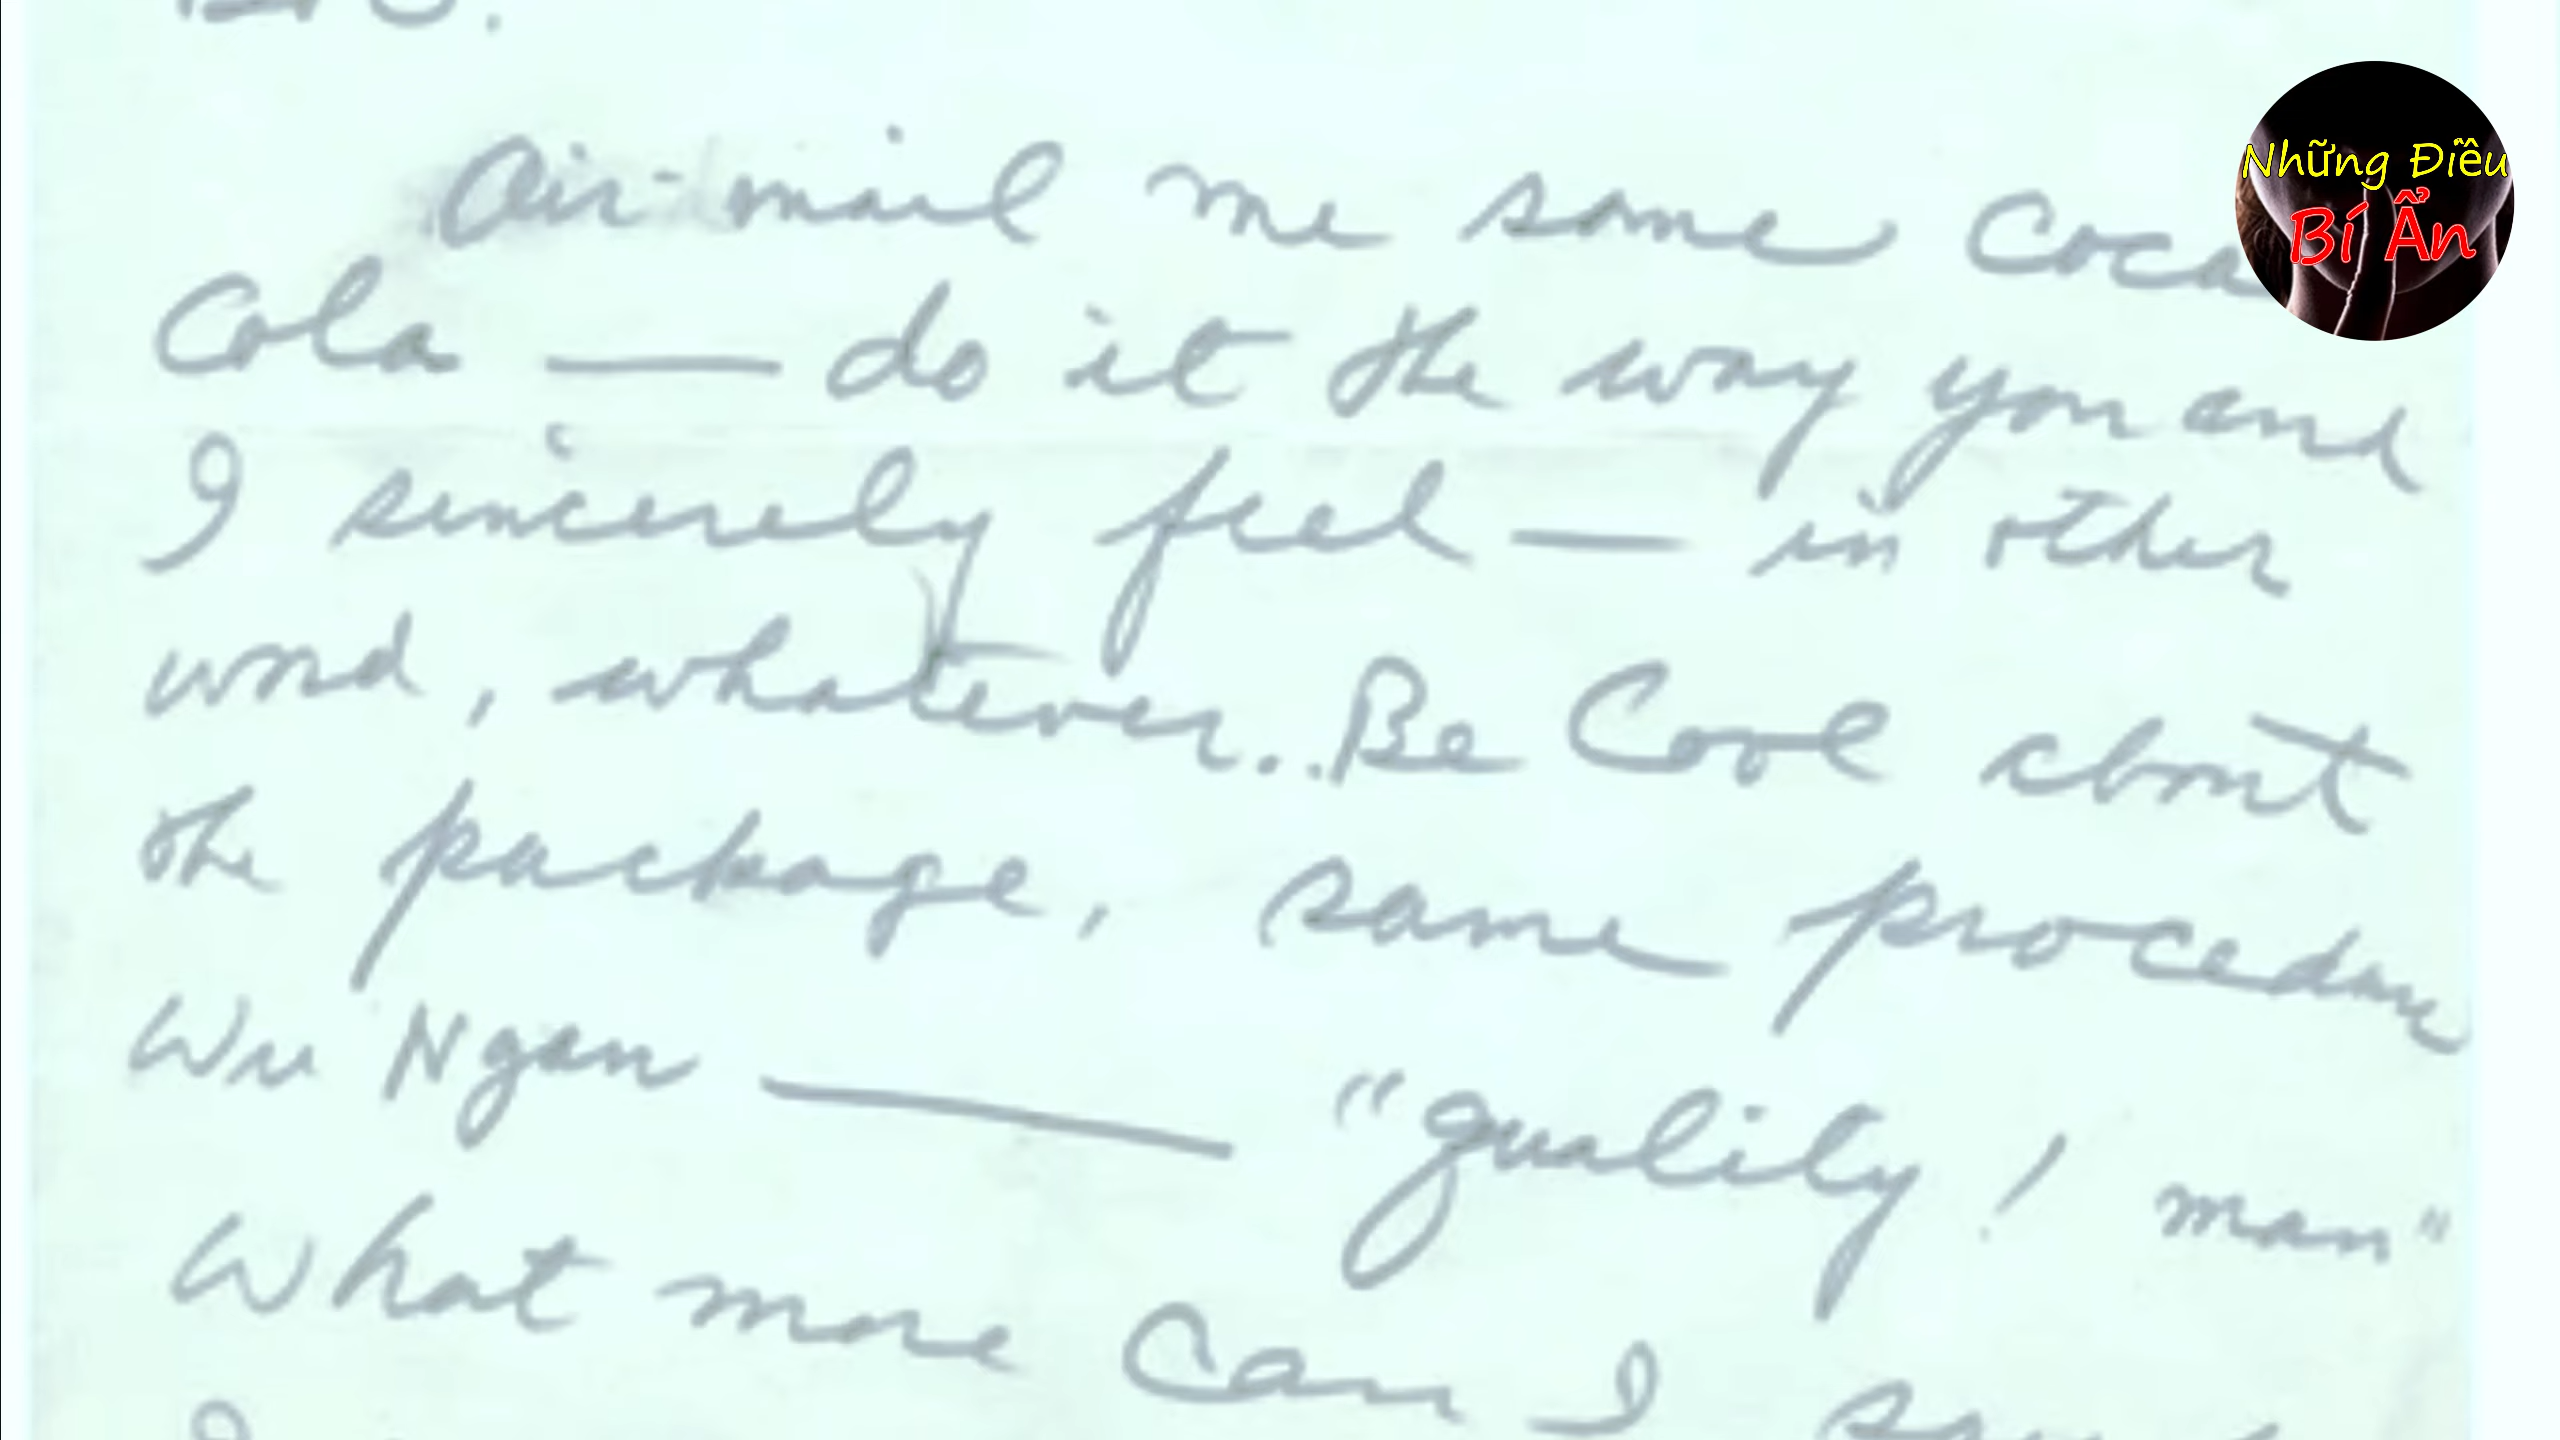 Air-mail me some Coca
Cola — do it the way you and
I sincerely feel — in other
word, whatever.. Be Cool about
the package, same procedure
Wu Ngan — "quality! man"
What more Can I say
Những Điều
Bí Ẩn